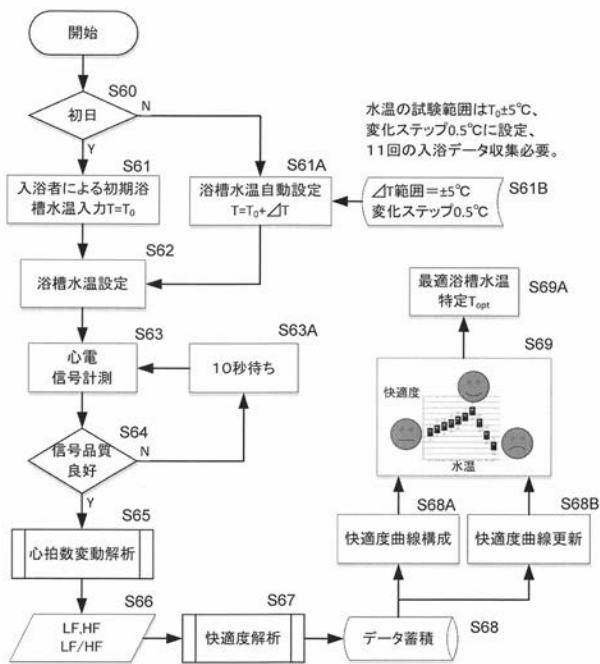 開始
S60
初日
N
Y
水温の試験範囲はT₀±5℃、
変化ステップ0.5℃に設定、
11回の入浴データ収集必要。
S61
入浴者による初期浴
槽水温入力T=T₀
S61A
浴槽水温自動設定
T=T₀+⊿T
S61B
⊿T範囲=±5℃
変化ステップ0.5℃
S62
浴槽水温設定
S63
心電
信号計測
S63A
10秒待ち
S64
信号品質
良好
N
Y
S65
心拍数変動解析
S66
LF,HF
LF/HF
S67
快適度解析
S68
データ蓄積
S68A
快適度曲線構成
S68B
快適度曲線更新
S69
快適度
水温
S69A
最適浴槽水温
特定Topt